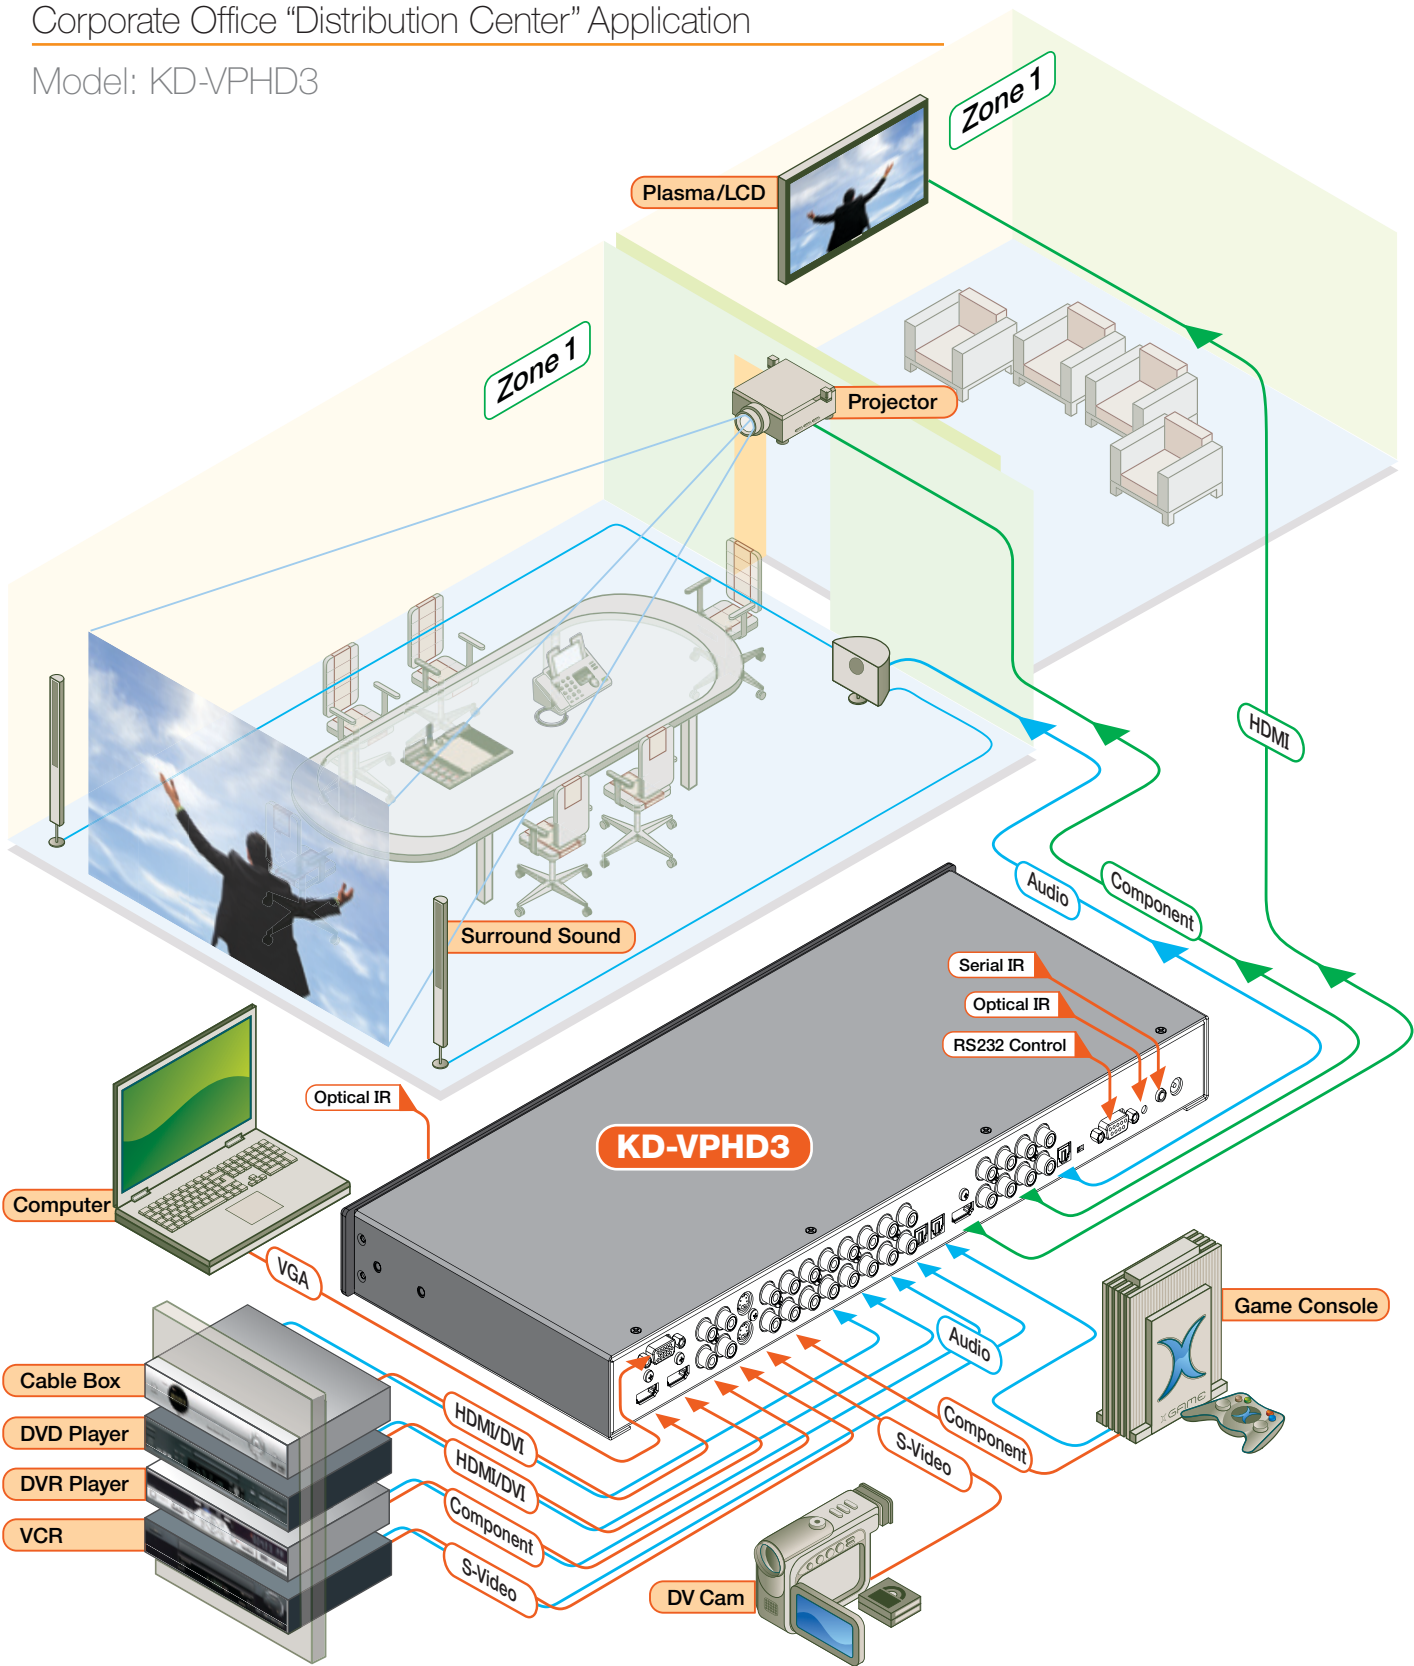 Corporate Office “Distribution Center” Application
Model: KD-VPHD3
Zone 1
Plasma/LCD
Zone 1
Projector
HDMI
Audio
Component
Surround Sound
Serial IR
Optical IR
RS232 Control
Optical IR
KD-VPHD3
Computer
VGA
Game Console
Audio
Cable Box
HDMI/DVI
Component
XGAME
DVD Player
HDMI/DVI
S-Video
DVR Player
Component
VCR
S-Video
DV Cam